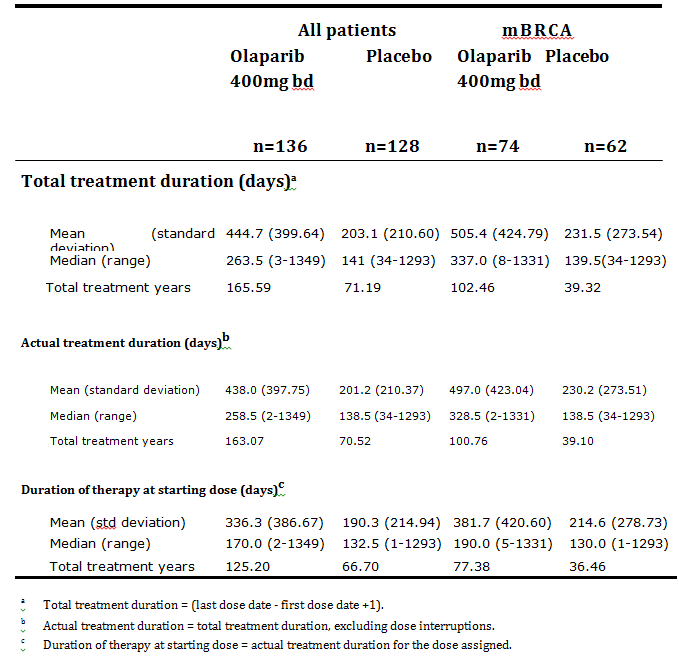 All patients mBRCA
Olaparib Placebo Olaparib Placebo
400mg bd 400mg bd
n=136 n=128 n=74 n=62
Total treatment duration (days)a
Mean (standard 444.7 (399.64) 203.1 (210.60) 505.4 (424.79) 231.5 (273.54)
deviation)
Median (range) 263.5 (3-1349) 141 (34-1293) 337.0 (8-1331) 139.5(34-1293)
Total treatment years 165.59 71.19 102.46 39.32
Actual treatment duration (days)b
Mean (standard deviation) 438.0 (397.75) 201.2 (210.37) 497.0 (423.04) 230.2 (273.51)
Median (range) 258.5 (2-1349) 138.5 (34-1293) 328.5 (2-1331) 138.5 (34-1293)
Total treatment years 163.07 70.52 100.76 39.10
Duration of therapy at starting dose (days)c
Mean (std deviation) 336.3 (386.67) 190.3 (214.94) 381.7 (420.60) 214.6 (278.73)
Median (range) 170.0 (2-1349) 132.5 (1-1293) 190.0 (5-1331) 130.0 (1-1293)
Total treatment years 125.20 66.70 77.38 36.46
a Total treatment duration = (last dose date - first dose date +1).
b Actual treatment duration = total treatment duration, excluding dose interruptions.
c Duration of therapy at starting dose = actual treatment duration for the dose assigned.